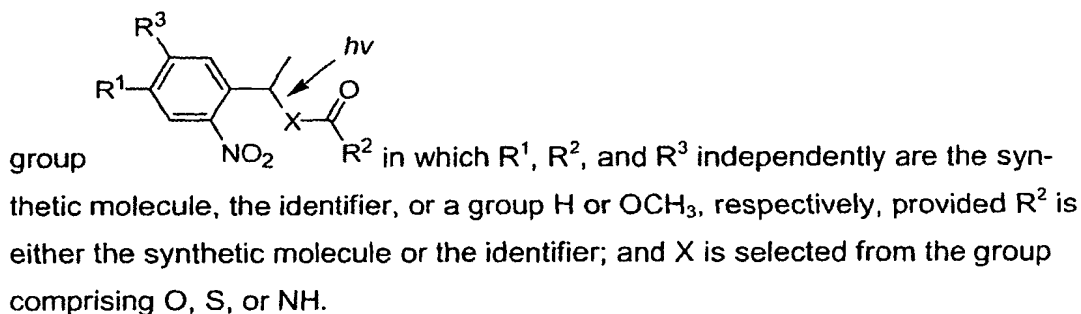 R³
hv
R¹
O
X
NO₂
R²
group in which R¹, R², and R³ independently are the syn-
thetic molecule, the identifier, or a group H or OCH₃, respectively, provided R² is
either the synthetic molecule or the identifier; and X is selected from the group
comprising O, S, or NH.